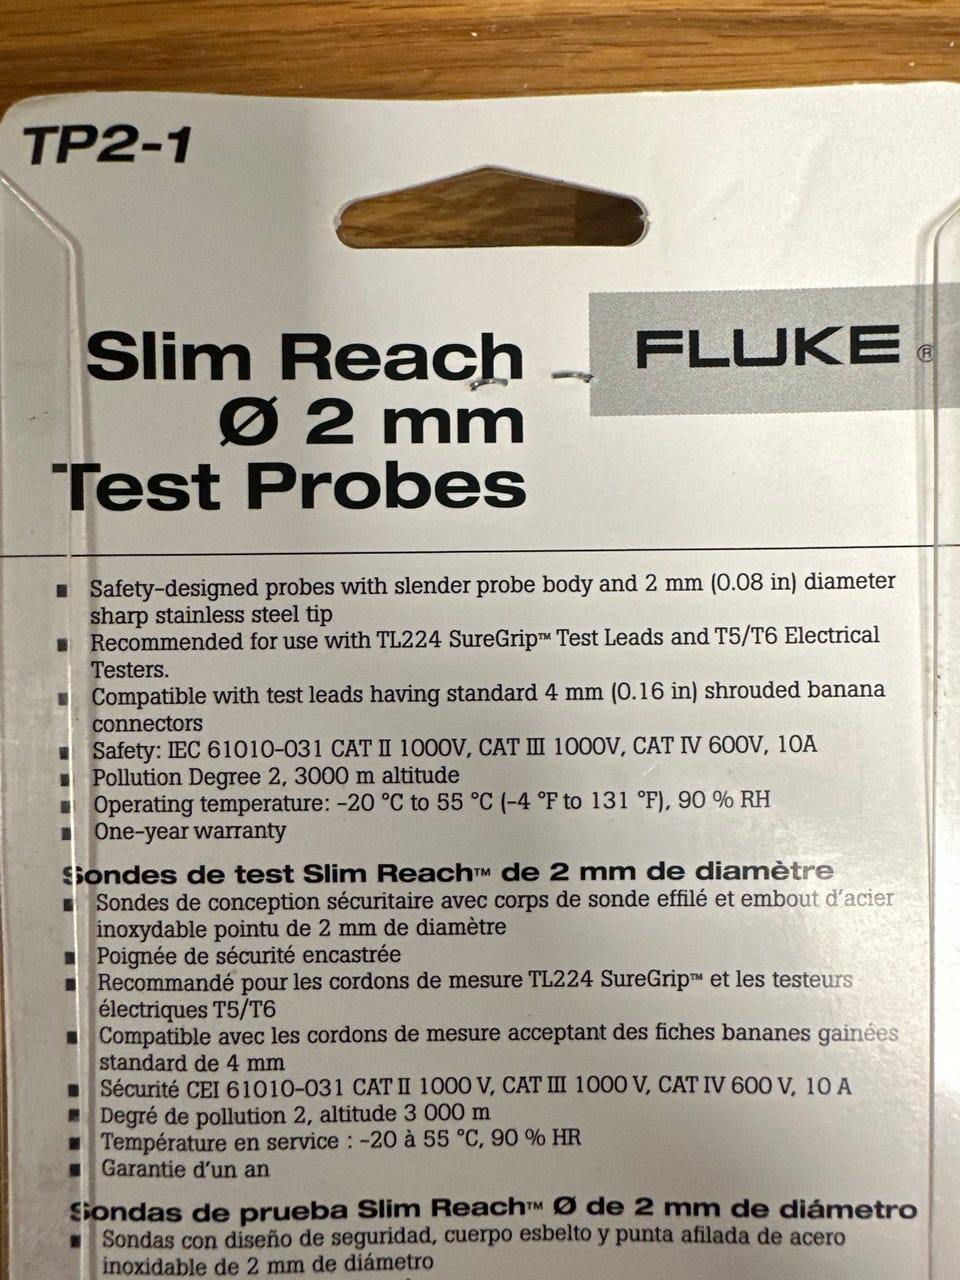 TP2-1
FLUKE®
Slim Reach
Ø 2 mm
Test Probes
▪ Safety-designed probes with slender probe body and 2 mm (0.08 in) diameter
sharp stainless steel tip
▪ Recommended for use with TL224 SureGrip™ Test Leads and T5/T6 Electrical
Testers.
▪ Compatible with test leads having standard 4 mm (0.16 in) shrouded banana
connectors
▪ Safety: IEC 61010-031 CAT II 1000V, CAT III 1000V, CAT IV 600V, 10A
▪ Pollution Degree 2, 3000 m altitude
▪ Operating temperature: -20 °C to 55 °C (-4 °F to 131 °F), 90 % RH
▪ One-year warranty
Sondes de test Slim Reach™ de 2 mm de diamètre
▪ Sondes de conception sécuritaire avec corps de sonde effilé et embout d'acier
inoxydable pointu de 2 mm de diamètre
▪ Poignée de sécurité encastrée
▪ Recommandé pour les cordons de mesure TL224 SureGrip™ et les testeurs
électriques T5/T6
▪ Compatible avec les cordons de mesure acceptant des fiches bananes gainées
standard de 4 mm
▪ Sécurité CEI 61010-031 CAT II 1000 V, CAT III 1000 V, CAT IV 600 V, 10 A
▪ Degré de pollution 2, altitude 3 000 m
▪ Température en service : -20 à 55 °C, 90 % HR
▪ Garantie d'un an
Sondas de prueba Slim Reach™ Ø de 2 mm de diámetro
▪ Sondas con diseño de seguridad, cuerpo esbelto y punta afilada de acero
inoxidable de 2 mm de diámetro